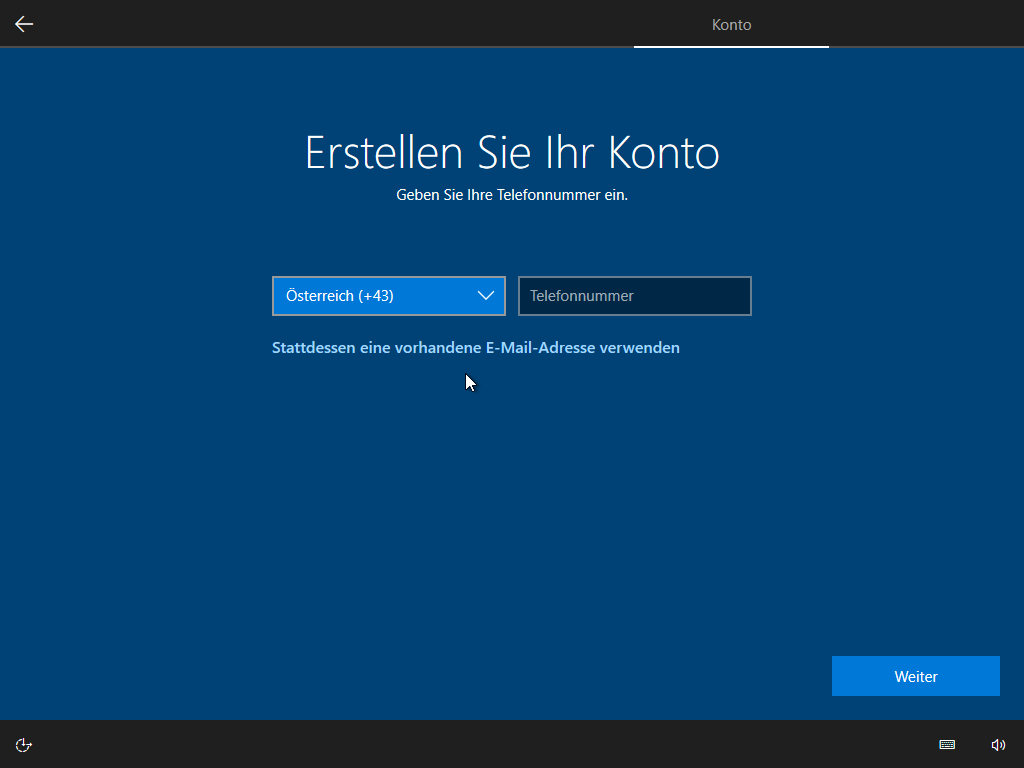 Konto
Erstellen Sie Ihr Konto
Geben Sie Ihre Telefonnummer ein.
Österreich (+43) Telefonnummer
Stattdessen eine vorhandene E-Mail-Adresse verwenden
Weiter